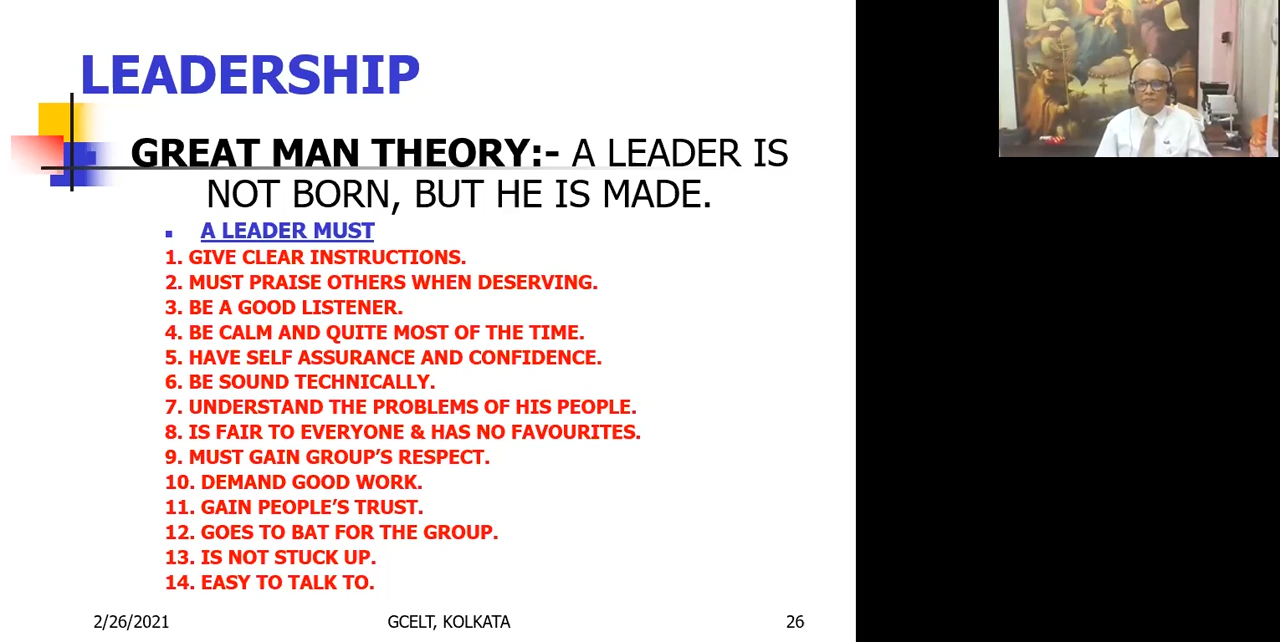 LEADERSHIP
GREAT MAN THEORY:- A LEADER IS
NOT BORN, BUT HE IS MADE.
A LEADER MUST
1. GIVE CLEAR INSTRUCTIONS.
2. MUST PRAISE OTHERS WHEN DESERVING.
3. BE A GOOD LISTENER.
4. BE CALM AND QUITE MOST OF THE TIME.
5. HAVE SELF ASSURANCE AND CONFIDENCE.
6. BE SOUND TECHNICALLY.
7. UNDERSTAND THE PROBLEMS OF HIS PEOPLE.
8. IS FAIR TO EVERYONE & HAS NO FAVOURITES.
9. MUST GAIN GROUP’S RESPECT.
10. DEMAND GOOD WORK.
11. GAIN PEOPLE’S TRUST.
12. GOES TO BAT FOR THE GROUP.
13. IS NOT STUCK UP.
14. EASY TO TALK TO.
2/26/2021 GCELT, KOLKATA 26